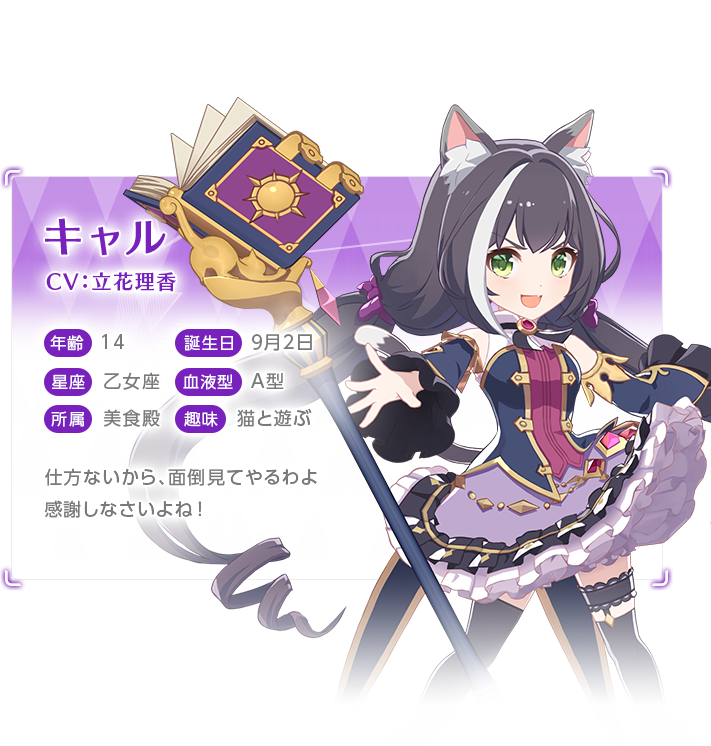 キャル
CV:立花理香
年齢 14 誕生日 9月2日
星座 乙女座 血液型 A型
所属 美食殿 趣味 猫と遊ぶ
仕方ないから、面倒見てやるわよ
感謝しなさいよね!